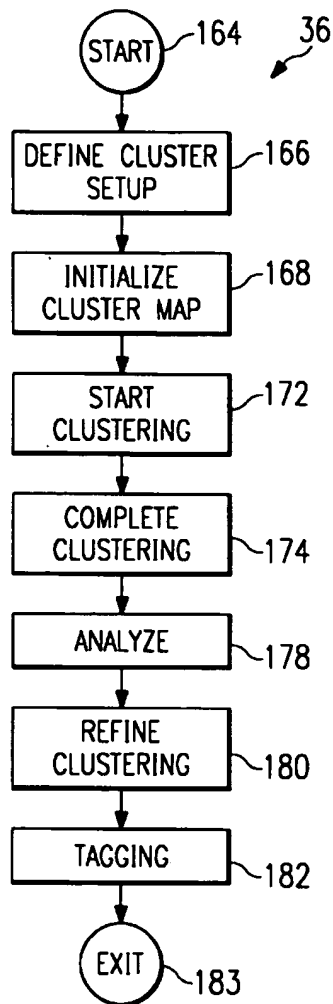 START
164
36
DEFINE CLUSTER
SETUP
166
INITIALIZE
CLUSTER MAP
168
START
CLUSTERING
172
COMPLETE
CLUSTERING
174
ANALYZE
178
REFINE
CLUSTERING
180
TAGGING
182
EXIT
183